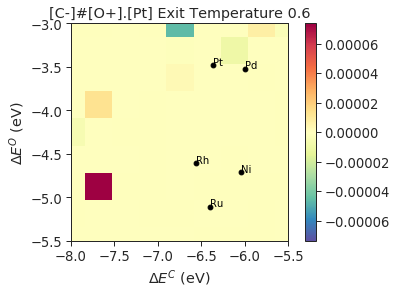 [C-]#[O+].[Pt] Exit Temperature 0.6
−3.0
−3.5
−4.0
−4.5
−5.0
−5.5
ΔE^O (eV)
Pt
Pd
Rh
Ni
Ru
−8.0 −7.5 −7.0 −6.5 −6.0 −5.5
ΔE^C (eV)
0.00006
0.00004
0.00002
0.00000
−0.00002
−0.00004
−0.00006